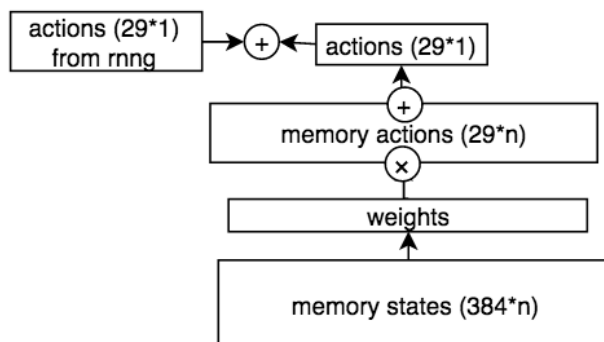 actions (29*1)
from rnng
+
actions (29*1)
+
memory actions (29*n)
×
weights
memory states (384*n)